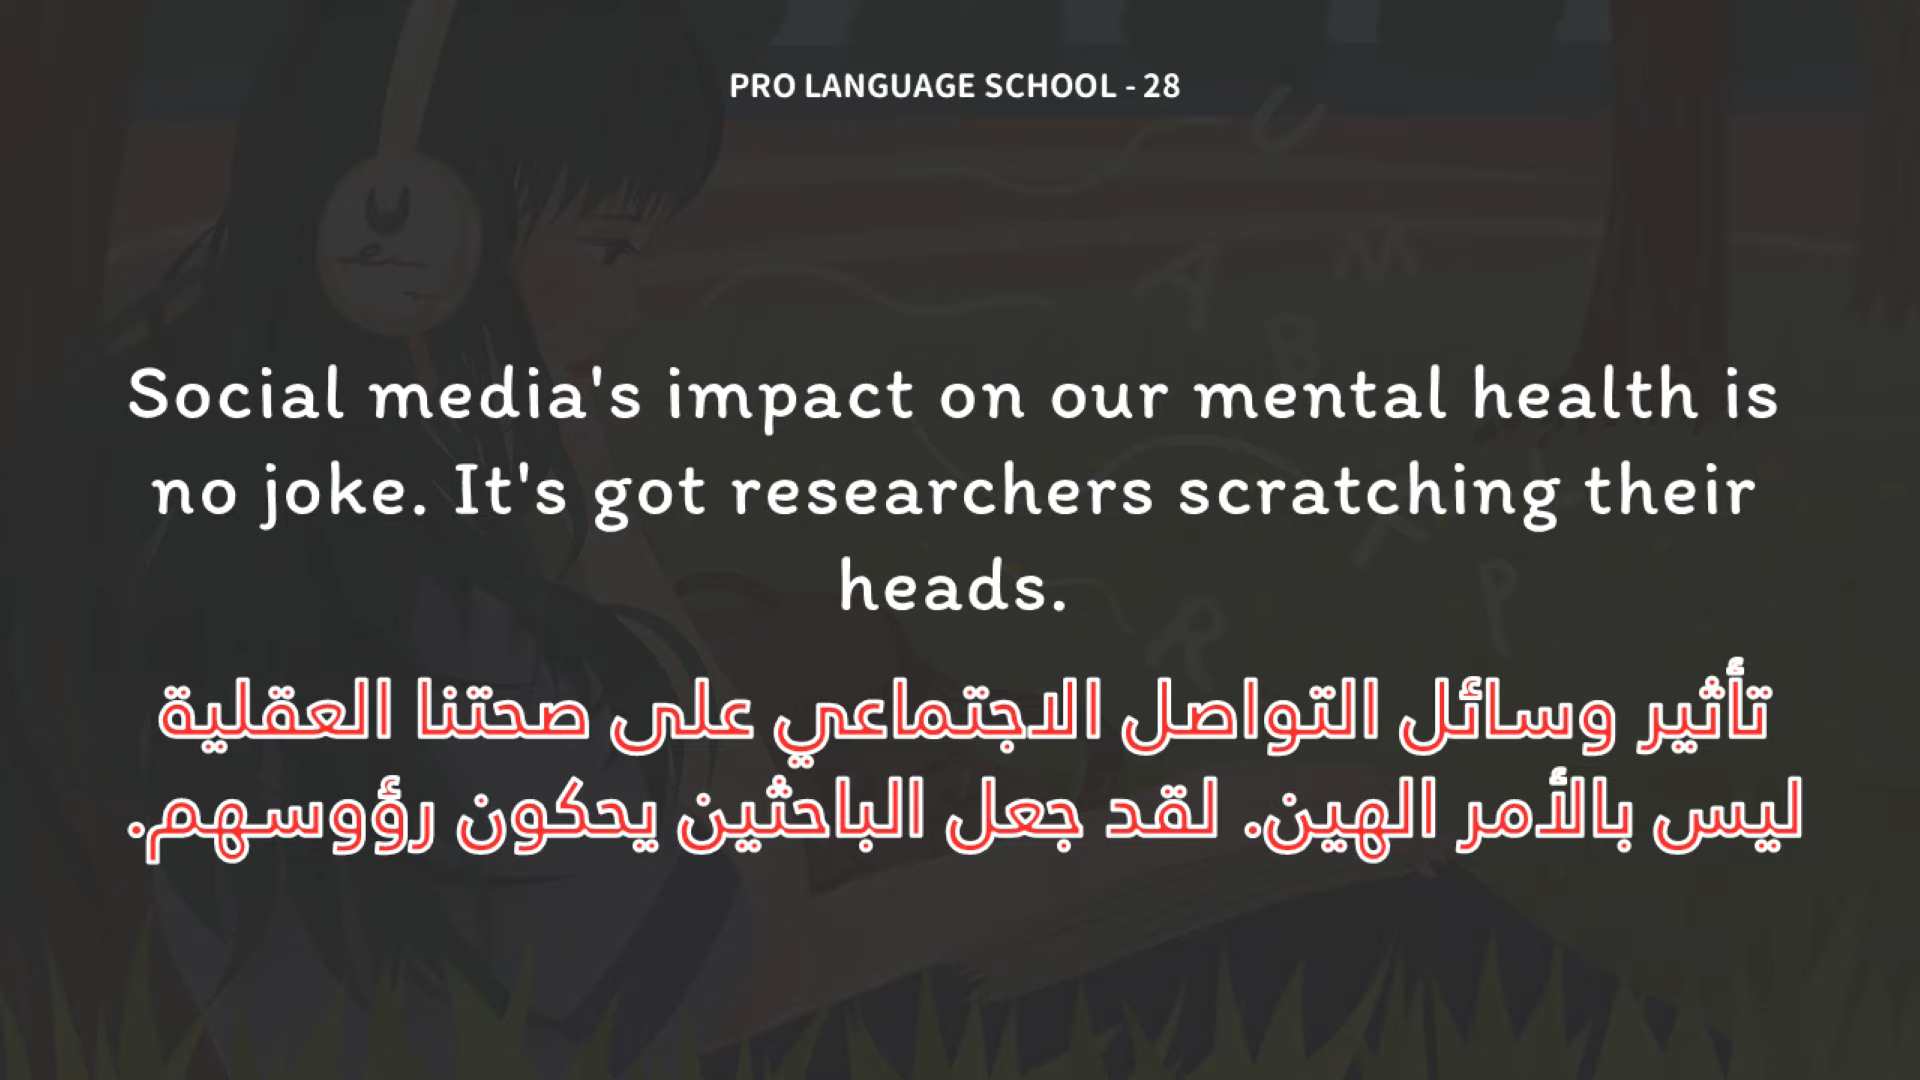 PRO LANGUAGE SCHOOL - 28
Social media's impact on our mental health is
no joke. It's got researchers scratching their
heads.
تأثير وسائل التواصل الاجتماعي على صحتنا العقلية
ليس بالأمر الهين. لقد جعل الباحثين يحكون رؤوسهم.
C
A M
B
I
T
P
R